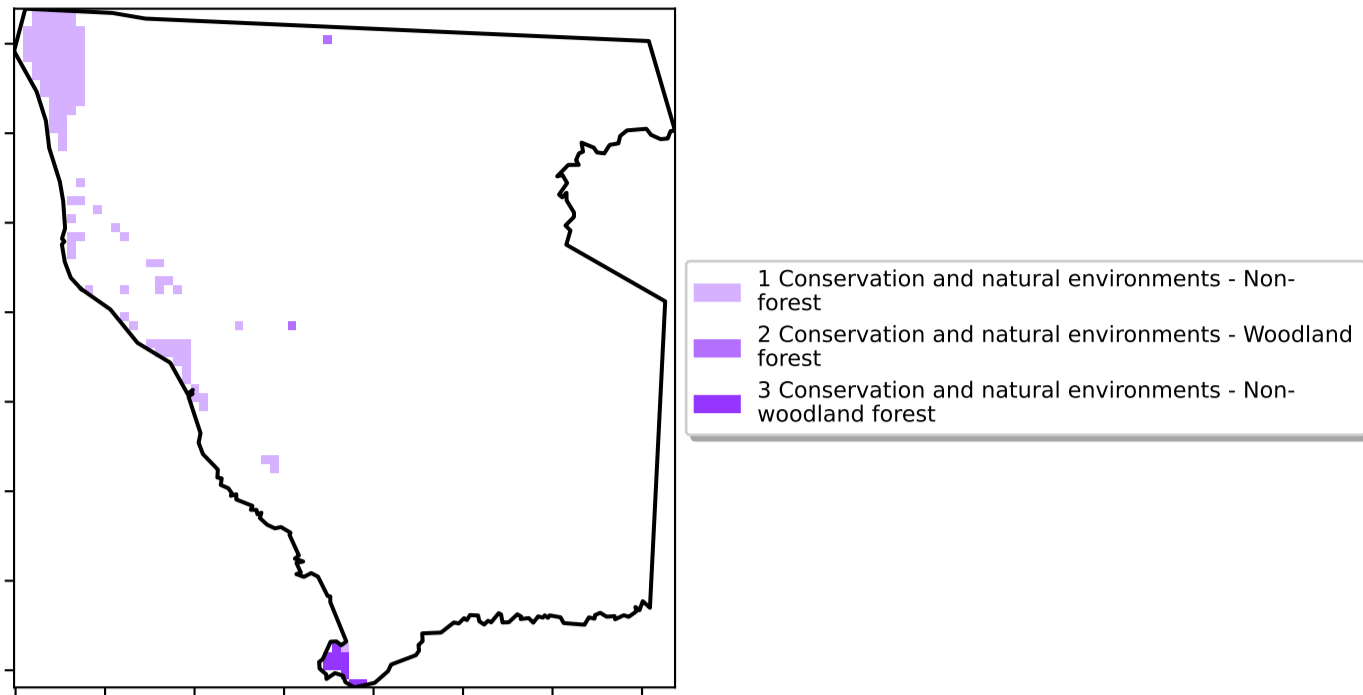 1 Conservation and natural environments - Non-
forest
2 Conservation and natural environments - Woodland
forest
3 Conservation and natural environments - Non-
woodland forest